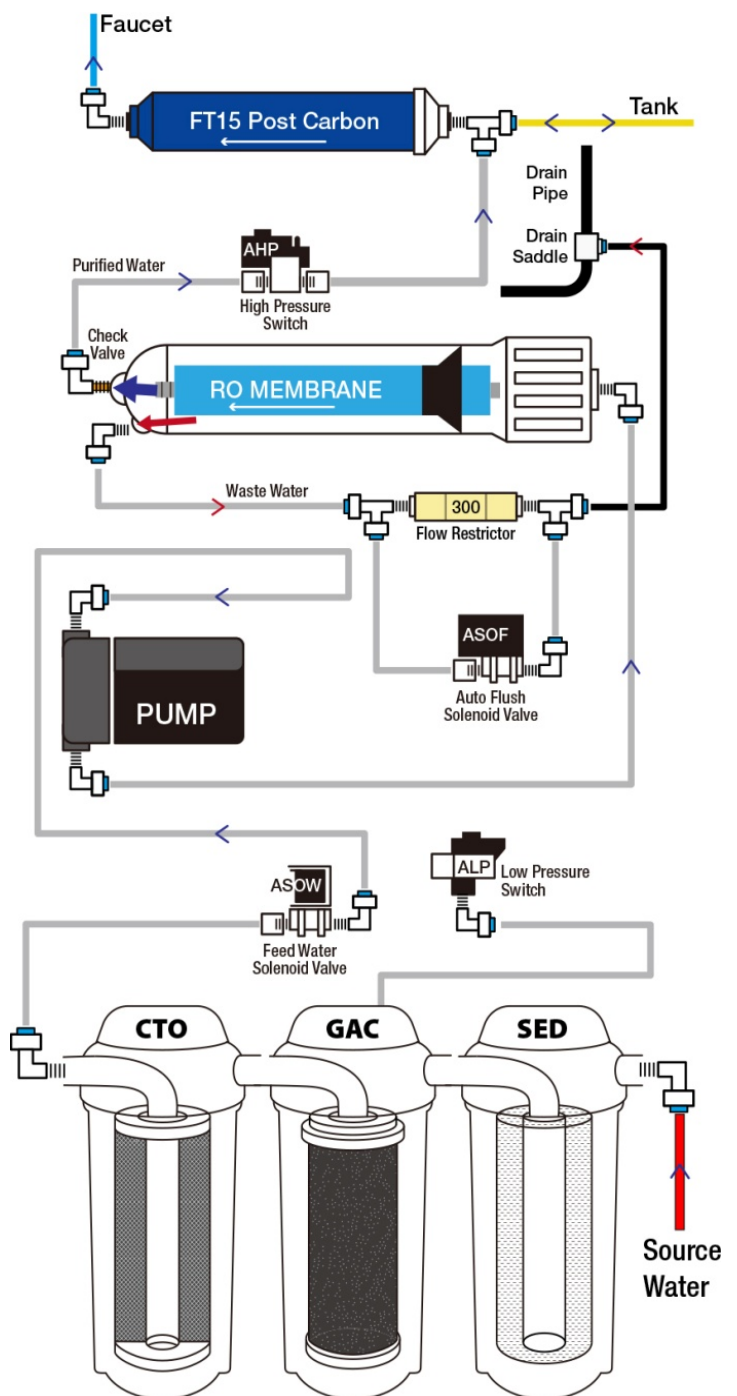 Faucet
FT15 Post Carbon
Tank
Drain
Pipe
Drain
Saddle
AHP
Purified Water
High Pressure
Switch
Check
Valve
RO MEMBRANE
Waste Water
300
Flow Restrictor
ASOF
Auto Flush
Solenoid Valve
PUMP
ASOW
Feed Water
Solenoid Valve
ALP
Low Pressure
Switch
CTO
GAC
SED
Source
Water